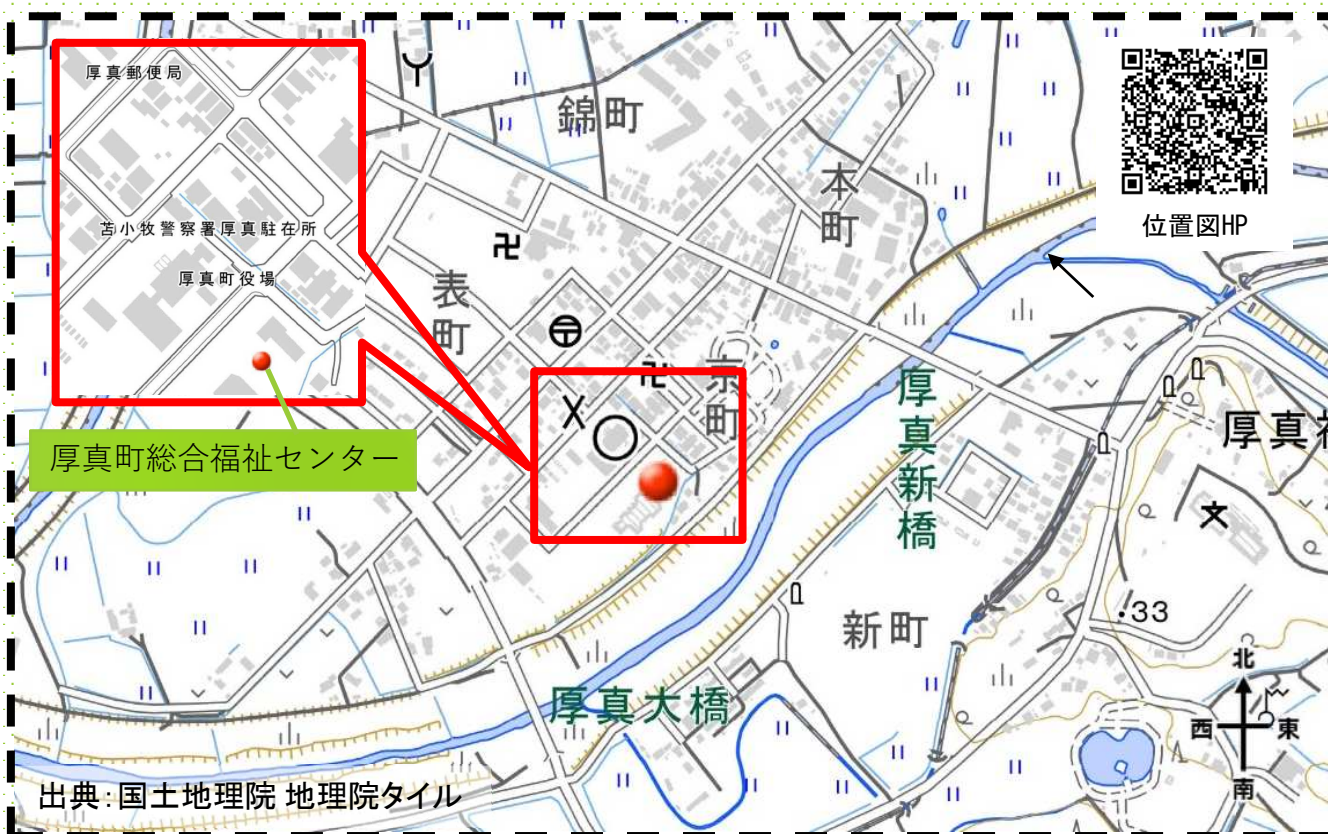 厚真郵便局
苫小牧警察署厚真駐在所
厚真町役場
厚真町総合福祉センター
錦町
本町
表町
京町
位置図HP
厚真新橋
厚真福
新町
・33
厚真大橋
北
西
東
南
出典:国土地理院 地理院タイル